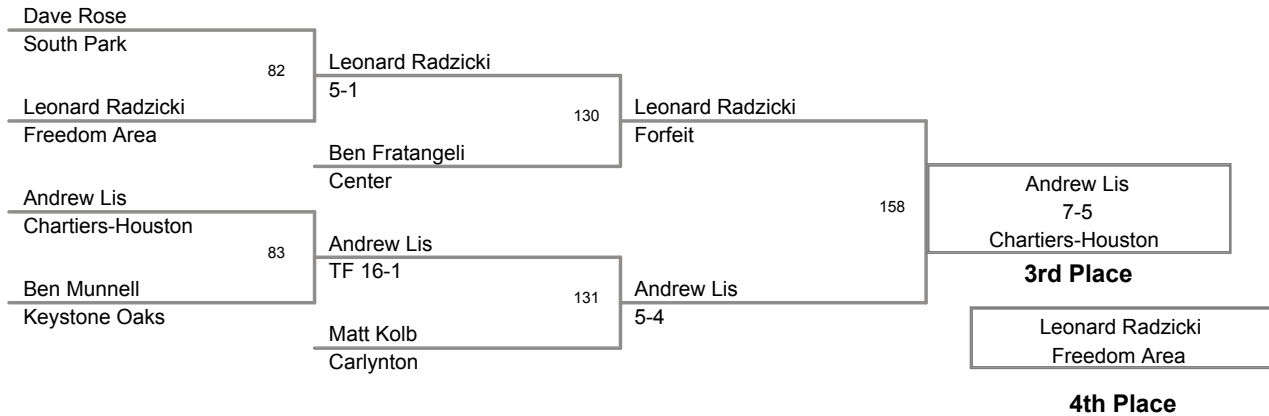 Dave Rose
South Park
82
Leonard Radzicki
Freedom Area
Leonard Radzicki
5-1
130
Ben Fratangeli
Center
Leonard Radzicki
Forfeit
Andrew Lis
Chartiers-Houston
83
Ben Munnell
Keystone Oaks
Andrew Lis
TF 16-1
131
Matt Kolb
Carlynton
Andrew Lis
5-4
158
Andrew Lis
7-5
Chartiers-Houston
3rd Place
Leonard Radzicki
Freedom Area
4th Place